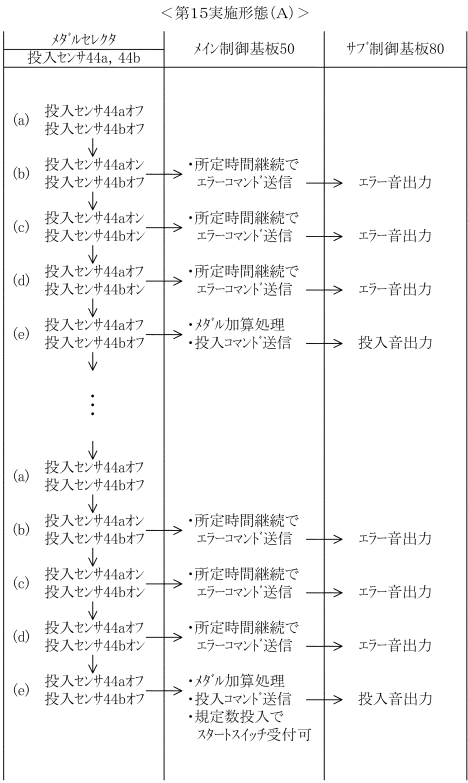 ＜第15実施形態(A)＞
ﾒﾀﾞﾙｾﾚｸﾀ
投入ｾﾝｻ44a, 44b
ﾒｲﾝ制御基板50
ｻﾌﾞ制御基板80
(a)
投入ｾﾝｻ44aｵﾌ
投入ｾﾝｻ44bｵﾌ
(b)
投入ｾﾝｻ44aｵﾝ
投入ｾﾝｻ44bｵﾌ
・所定時間継続で
ｴﾗｰｺﾏﾝﾄﾞ送信
ｴﾗｰ音出力
(c)
投入ｾﾝｻ44aｵﾝ
投入ｾﾝｻ44bｵﾝ
・所定時間継続で
ｴﾗｰｺﾏﾝﾄﾞ送信
ｴﾗｰ音出力
(d)
投入ｾﾝｻ44aｵﾌ
投入ｾﾝｻ44bｵﾝ
・所定時間継続で
ｴﾗｰｺﾏﾝﾄﾞ送信
ｴﾗｰ音出力
(e)
投入ｾﾝｻ44aｵﾌ
投入ｾﾝｻ44bｵﾌ
・ﾒﾀﾞﾙ加算処理
・投入ｺﾏﾝﾄﾞ送信
投入音出力
(a)
投入ｾﾝｻ44aｵﾌ
投入ｾﾝｻ44bｵﾌ
(b)
投入ｾﾝｻ44aｵﾝ
投入ｾﾝｻ44bｵﾌ
・所定時間継続で
ｴﾗｰｺﾏﾝﾄﾞ送信
ｴﾗｰ音出力
(c)
投入ｾﾝｻ44aｵﾝ
投入ｾﾝｻ44bｵﾝ
・所定時間継続で
ｴﾗｰｺﾏﾝﾄﾞ送信
ｴﾗｰ音出力
(d)
投入ｾﾝｻ44aｵﾌ
投入ｾﾝｻ44bｵﾝ
・所定時間継続で
ｴﾗｰｺﾏﾝﾄﾞ送信
ｴﾗｰ音出力
(e)
投入ｾﾝｻ44aｵﾌ
投入ｾﾝｻ44bｵﾌ
・ﾒﾀﾞﾙ加算処理
・投入ｺﾏﾝﾄﾞ送信
・規定数投入で
ｽﾀｰﾄｽｲｯﾁ受付可
投入音出力